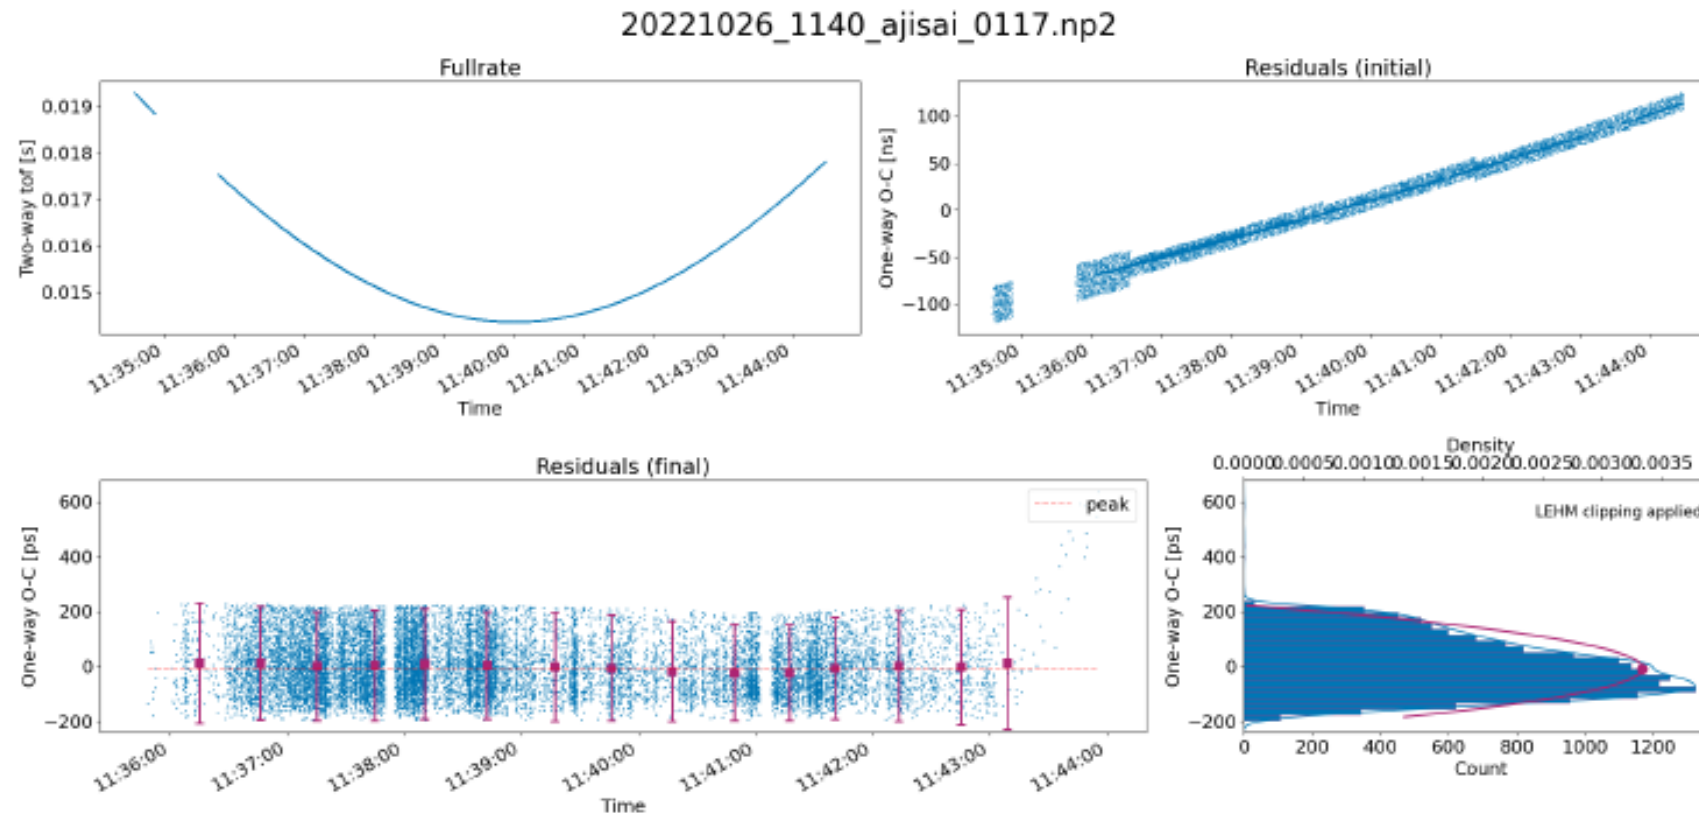 20221026_1140_ajisai_0117.np2
Fullrate
Two-way tof [s]
0.019
0.018
0.017
0.016
0.015
11:35:00 11:36:00 11:37:00 11:38:00 11:39:00 11:40:00 11:41:00 11:42:00 11:43:00 11:44:00
Time
Residuals (initial)
One-way O-C [ns]
100
50
0
−50
−100
11:35:00 11:36:00 11:37:00 11:38:00 11:39:00 11:40:00 11:41:00 11:42:00 11:43:00 11:44:00
Time
Residuals (final)
One-way O-C [ps]
600
400
200
0
−200
peak
11:36:00 11:37:00 11:38:00 11:39:00 11:40:00 11:41:00 11:42:00 11:43:00 11:44:00
Time
Density
0.0000 0.0005 0.0010 0.0015 0.0020 0.0025 0.0030 0.0035
LEHM clipping applied
One-way O-C [ps]
600
400
200
0
−200
0 200 400 600 800 1000 1200
Count